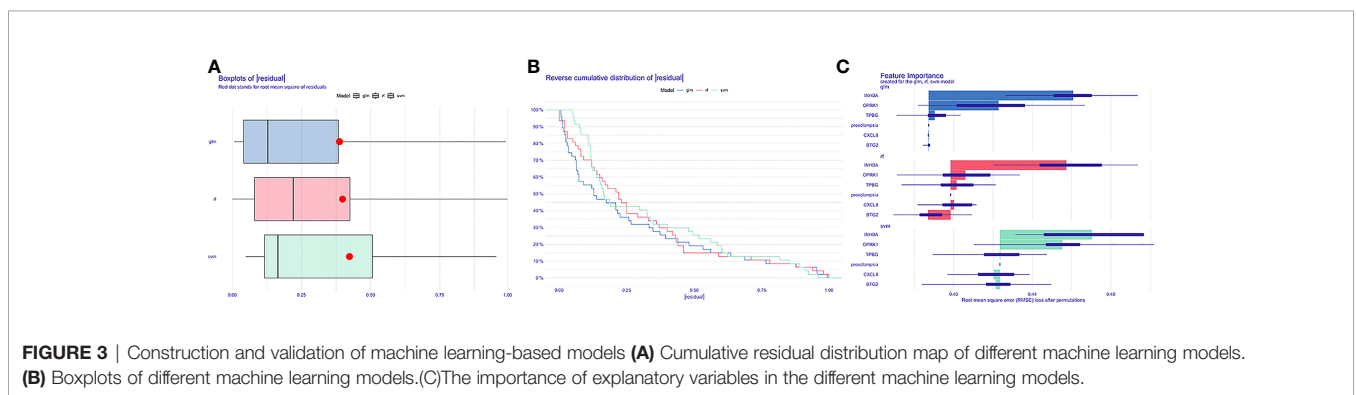 A
Boxplots of |residual|
Red dot stands for root mean square of residuals
Model glm rf svm
glm
rf
svm
0.00 0.25 0.50 0.75 1.00
B
Reverse cumulative distribution of |residual|
Model glm rf svm
100 %
90 %
80 %
70 %
60 %
50 %
40 %
30 %
20 %
10 %
0 %
0.00 0.25 0.50 0.75 1.00
|residual|
C
Feature Importance
created for the glm, rf, svm model
glm
INHBA
OPRK1
TPBG
preeclampsia
CXCL8
BTG2
rf
INHBA
OPRK1
TPBG
preeclampsia
CXCL8
BTG2
svm
INHBA
OPRK1
TPBG
preeclampsia
CXCL8
BTG2
0.40 0.44 0.48
Root mean square error (RMSE) loss after permutations
FIGURE 3 | Construction and validation of machine learning-based models (A) Cumulative residual distribution map of different machine learning models.
(B) Boxplots of different machine learning models.(C)The importance of explanatory variables in the different machine learning models.